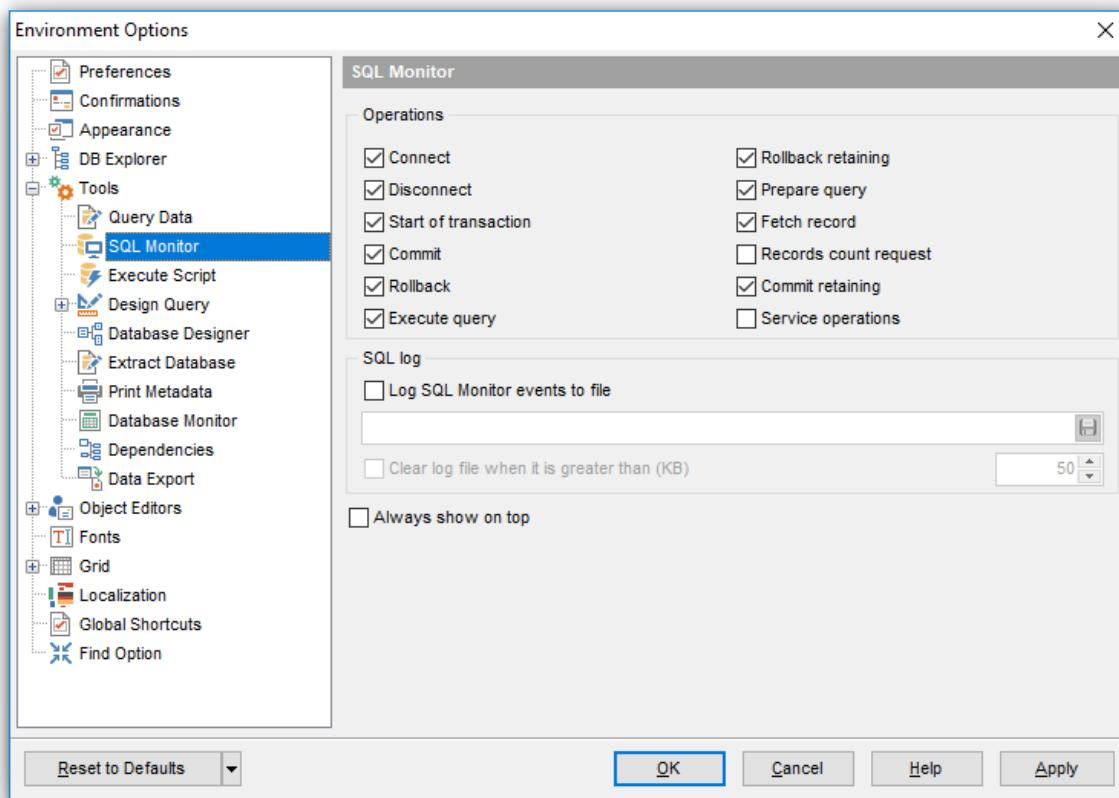 Environment Options
Preferences
Confirmations
Appearance
DB Explorer
Tools
Query Data
SQL Monitor
Execute Script
Design Query
Database Designer
Extract Database
Print Metadata
Database Monitor
Dependencies
Data Export
Object Editors
Fonts
Grid
Localization
Global Shortcuts
Find Option
SQL Monitor
Operations
Connect
Disconnect
Start of transaction
Commit
Rollback
Execute query
Rollback retaining
Prepare query
Fetch record
Records count request
Commit retaining
Service operations
SQL log
Log SQL Monitor events to file
Clear log file when it is greater than (KB) 50
Always show on top
Reset to Defaults OK Cancel Help Apply